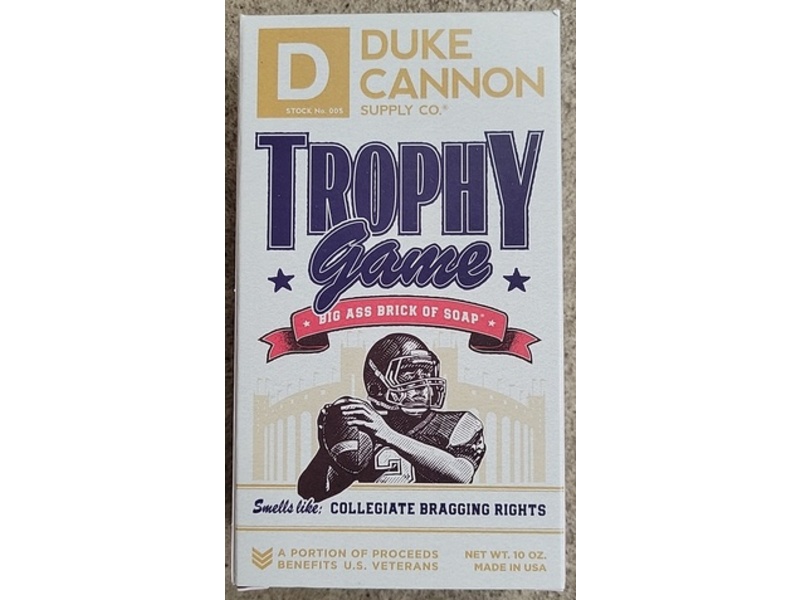 D
STOCK No. 005
DUKE
CANNON
SUPPLY CO.®
TROPHY
Game
BIG ASS BRICK OF SOAP®
2
Smells like: COLLEGIATE BRAGGING RIGHTS
A PORTION OF PROCEEDS
BENEFITS U.S. VETERANS
NET WT. 10 OZ.
MADE IN USA